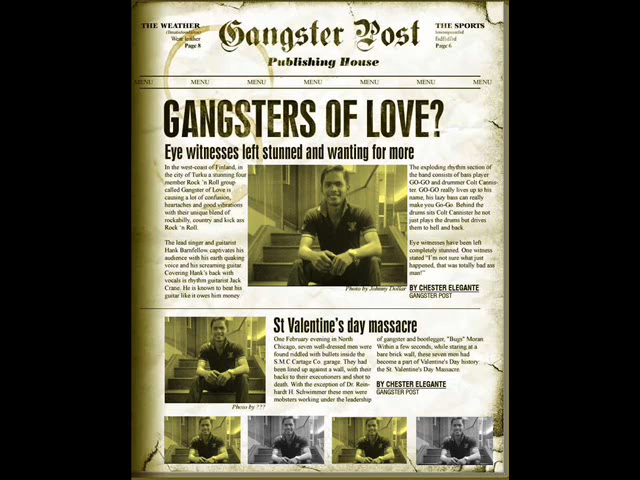 THE WEATHER
Wear leather
Page 8
Gangster Post
Publishing House
THE SPORTS
Page 6
MENU MENU MENU MENU MENU MENU MENU
GANGSTERS OF LOVE?
Eye witnesses left stunned and wanting for more
In the west-coast of Finland, in
the city of Turku a stunning four
member Rock 'n Roll group
called Gangster of Love is
causing a lot of confusion,
heartaches and good vibrations
with their unique blend of
rockabilly, country and kick ass
Rock 'n Roll.
The lead singer and guitarist
Hank Barnfellow captivates his
audience with his earth quaking
voice and his screaming guitar.
Covering Hank's back with
vocals is rhythm guitarist Jack
Crane. He is known to beat his
guitar like it owes him money.
Photo by Johnny Dollar
The exploding rhythm section of
the band consists of bass player
GO-GO and drummer Colt Cannis-
ter. GO-GO really lives up to his
name, his lazy bass can really
make you Go-Go. Behind the
drums sits Colt Cannister he not
just plays the drums but drives
them to hell and back.
Eye witnesses have been left
completely stunned. One witness
stated "I'm not sure what just
happened, that was totally bad ass
man!"
BY CHESTER ELEGANTE
GANGSTER POST
Photo by ???
St Valentine's day massacre
One February evening in North
Chicago, seven well-dressed men were
found riddled with bullets inside the
S.M.C Cartage Co. garage. They had
been lined up against a wall, with their
backs to their executioners and shot to
death. With the exception of Dr. Rein-
hardt H. Schwimmer these men were
mobsters working under the leadership
of gangster and bootlegger, "Bugs" Moran
Within a few seconds, while staring at a
bare brick wall, these seven men had
become a part of Valentine's Day history:
the St. Valentine's Day Massacre.
BY CHESTER ELEGANTE
GANGSTER POST